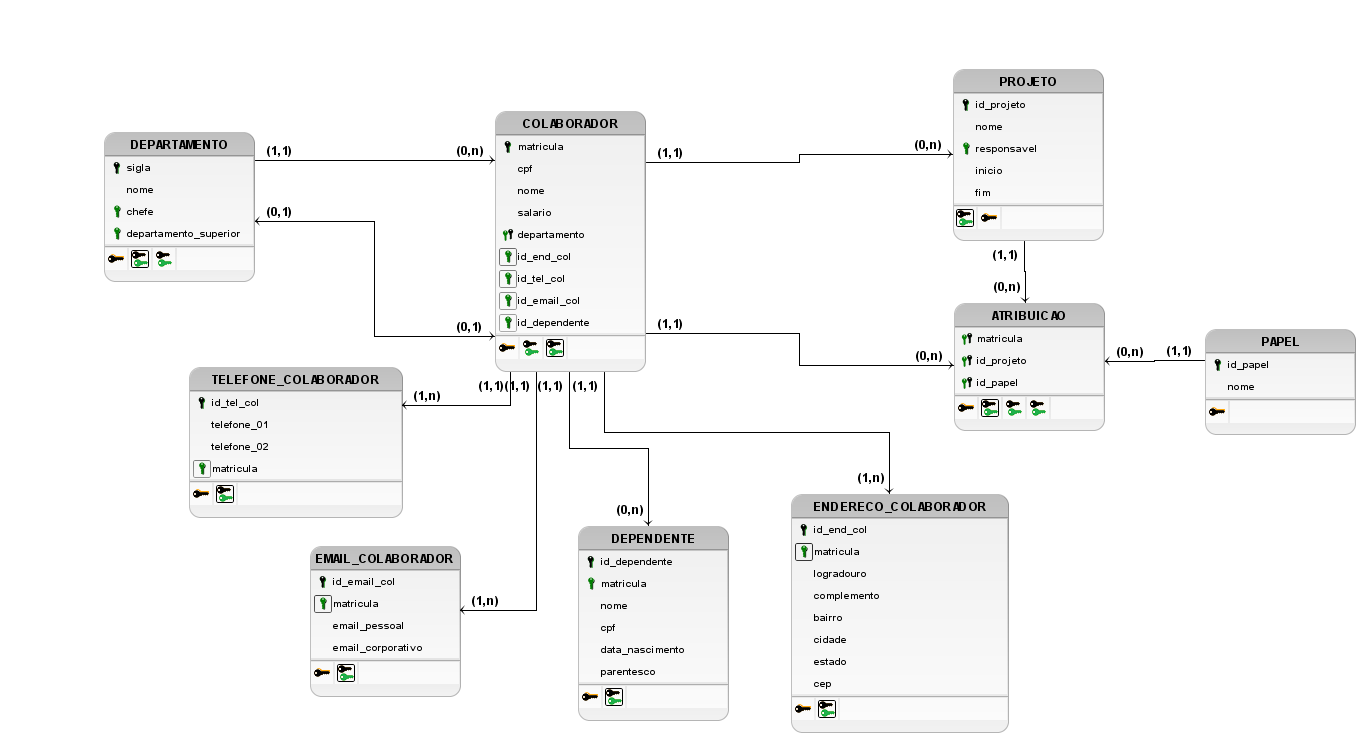 DEPARTAMENTO
sigla
nome
chefe
departamento_superior
(1,1)
(0,n)
(0,1)
(0,1)
COLABORADOR
matricula
cpf
nome
salario
departamento
id_end_col
id_tel_col
id_email_col
id_dependente
(1,1)
(0,n)
(1,1)
(0,n)
PROJETO
id_projeto
nome
responsavel
inicio
fim
(1,1)
(0,n)
ATRIBUICAO
matricula
id_projeto
id_papel
(0,n)
(1,1)
PAPEL
id_papel
nome
(1,1)(1,1)
(1,1)
(1,1)
TELEFONE_COLABORADOR
id_tel_col
telefone_01
telefone_02
matricula
(1,n)
EMAIL_COLABORADOR
id_email_col
matricula
email_pessoal
email_corporativo
(1,n)
(0,n)
DEPENDENTE
id_dependente
matricula
nome
cpf
data_nascimento
parentesco
(1,n)
ENDERECO_COLABORADOR
id_end_col
matricula
logradouro
complemento
bairro
cidade
estado
cep